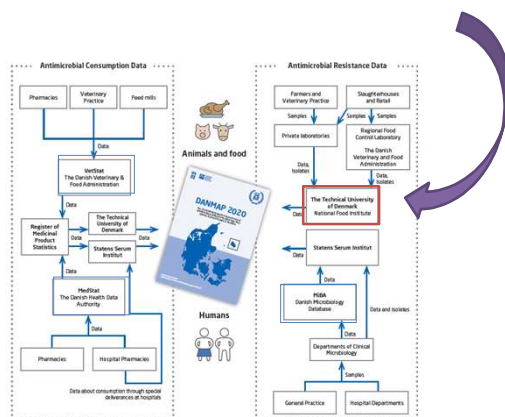 Antimicrobial Consumption Data
Pharmacies
Veterinary
Practice
Feed mills
Data
VetStat
The Danish Veterinary &
Food Administration
Data
Register of
Medicinal
Product
Statistics
Data
The Technical
University of
Denmark
Data
Data
Statens Serum
Institut
Data
Data
MedStat
The Danish Health Data
Authority
Data
Pharmacies
Hospital Pharmacies
Data about consumption through special
deliverances at hospitals
Animals and food
DANMAP 2020
Humans
Antimicrobial Resistance Data
Farmers and
Veterinary Practice
Slaughterhouses
and Retail
Samples
Samples
Samples
Private laboratories
Regional Food
Control Laboratory
The Danish
Veterinary and Food
Administration
Data,
Isolates
Data,
Isolates
The Technical University
of Denmark
National Food Institute
Data
Statens Serum Institut
Data
Data
MiBA
Danish Microbiology
Database
Data and isolates
Data
Departments of Clinical
Microbiology
Samples
General Practice
Hospital Departments